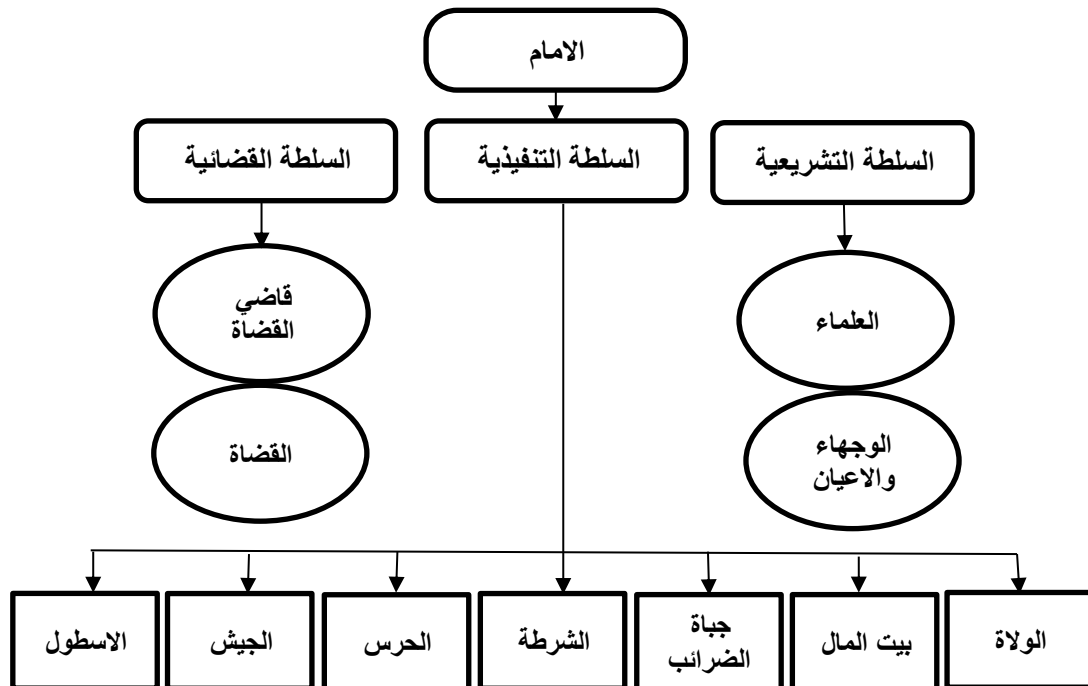 الامام
السلطة التشريعية
السلطة التنفيذية
السلطة القضائية
العلماء
الوجهاء
والاعيان
قاضي
القضاة
القضاة
الولاة
بيت المال
جباة
الضرائب
الشرطة
الحرس
الجيش
الاسطول